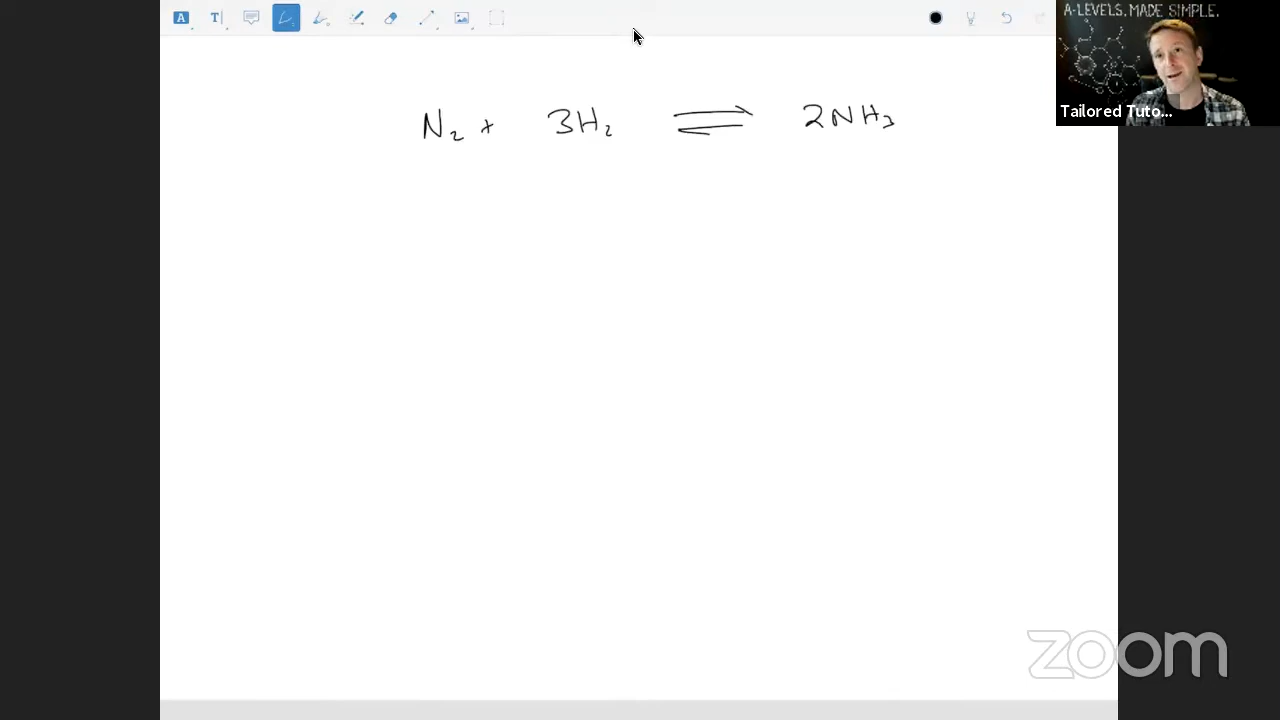 A T
A-LEVELS. MADE SIMPLE.
Tailored Tuto...
N₂ + 3H₂ ⇌ 2NH₃
zoom